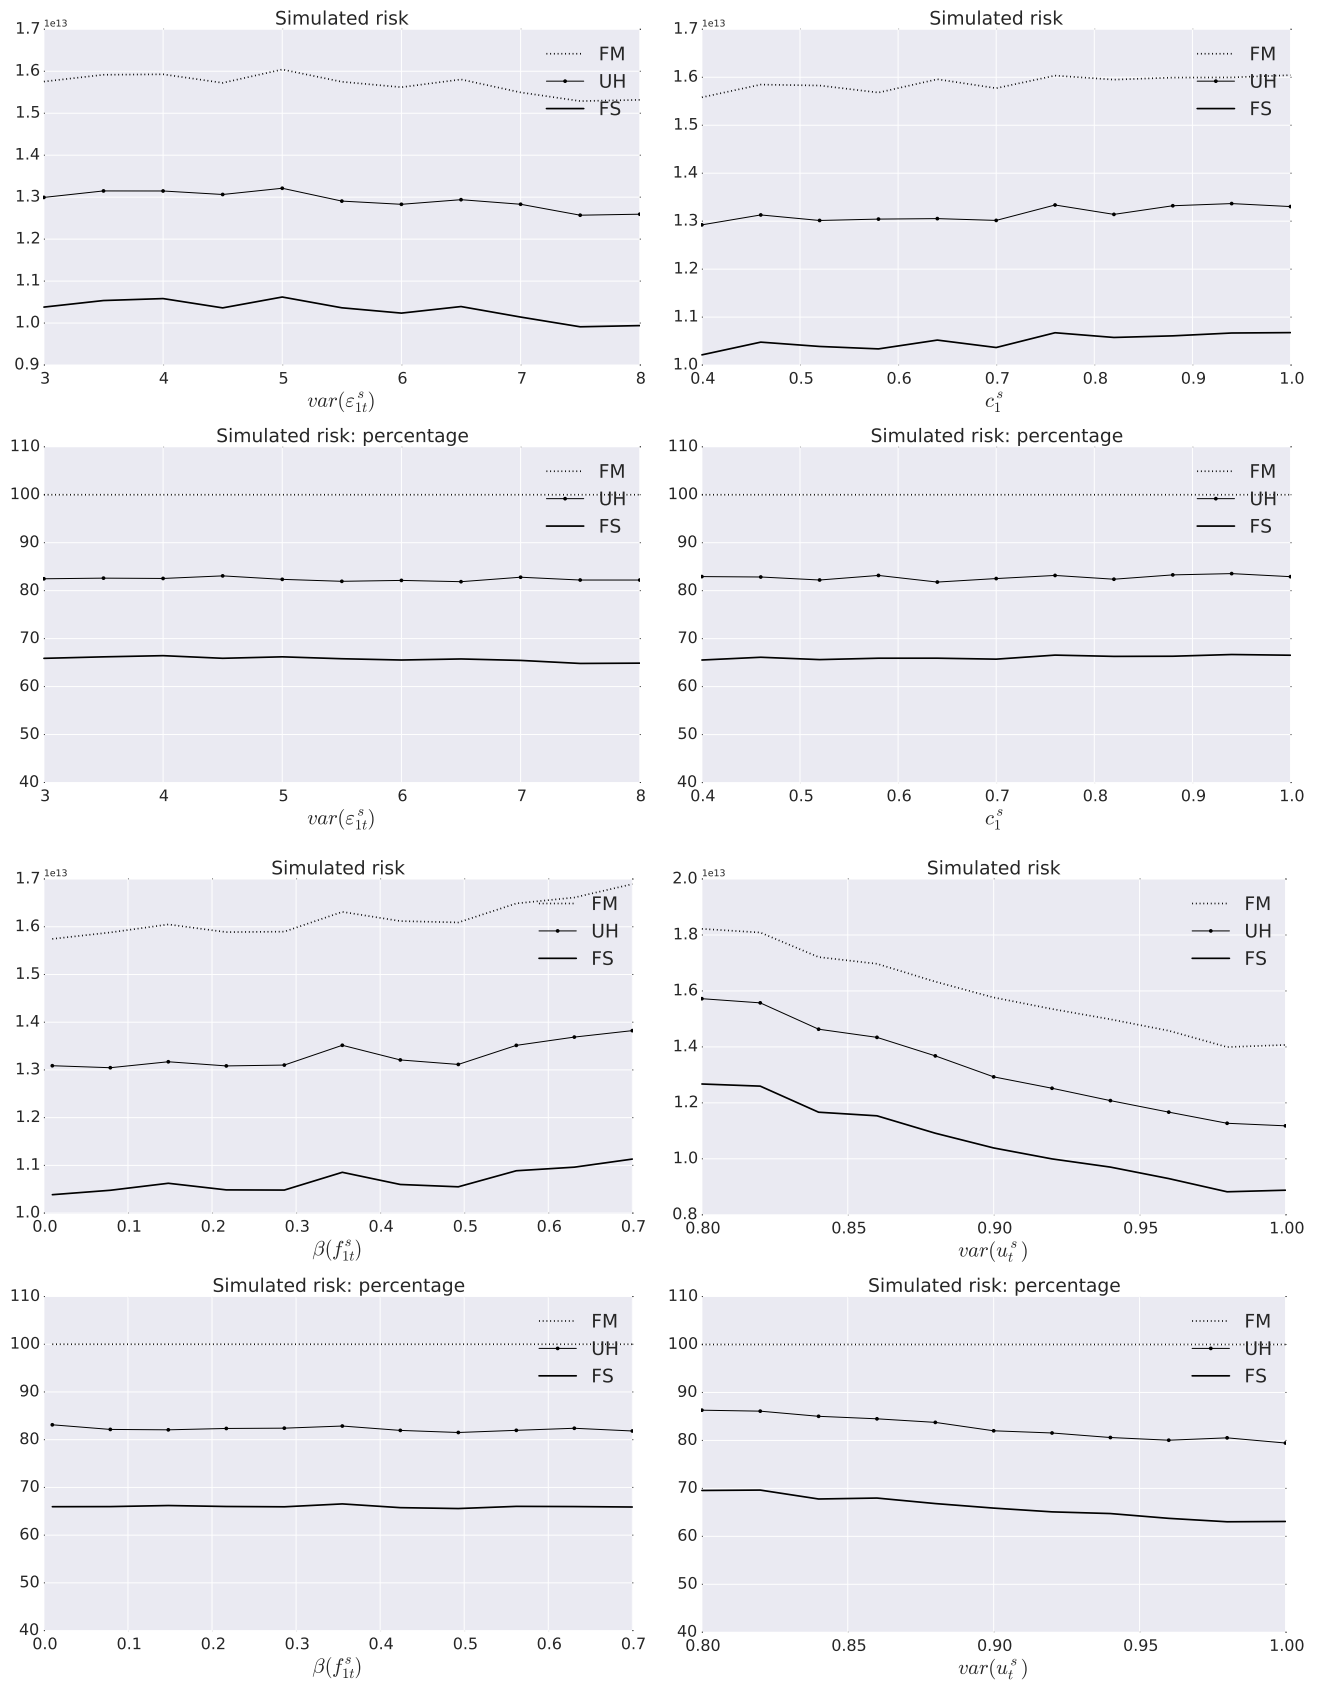 Simulated risk
1e13
FM
UH
FS
1.7
1.6
1.5
1.4
1.3
1.2
1.1
1.0
0.9
3 4 5 6 7 8
var(ε^s_{1t})
Simulated risk
1e13
FM
UH
FS
1.7
1.6
1.5
1.4
1.3
1.2
1.1
1.0
0.4 0.5 0.6 0.7 0.8 0.9 1.0
c^s_1
Simulated risk: percentage
FM
UH
FS
110
100
90
80
70
60
50
40
3 4 5 6 7 8
var(ε^s_{1t})
Simulated risk: percentage
FM
UH
FS
110
100
90
80
70
60
50
40
0.4 0.5 0.6 0.7 0.8 0.9 1.0
c^s_1
Simulated risk
1e13
FM
UH
FS
1.7
1.6
1.5
1.4
1.3
1.2
1.1
1.0
0.0 0.1 0.2 0.3 0.4 0.5 0.6 0.7
β(f^s_{1t})
Simulated risk
1e13
FM
UH
FS
2.0
1.8
1.6
1.4
1.2
1.0
0.8
0.80 0.85 0.90 0.95 1.00
var(u^s_t)
Simulated risk: percentage
FM
UH
FS
110
100
90
80
70
60
50
40
0.0 0.1 0.2 0.3 0.4 0.5 0.6 0.7
β(f^s_{1t})
Simulated risk: percentage
FM
UH
FS
110
100
90
80
70
60
50
40
0.80 0.85 0.90 0.95 1.00
var(u^s_t)